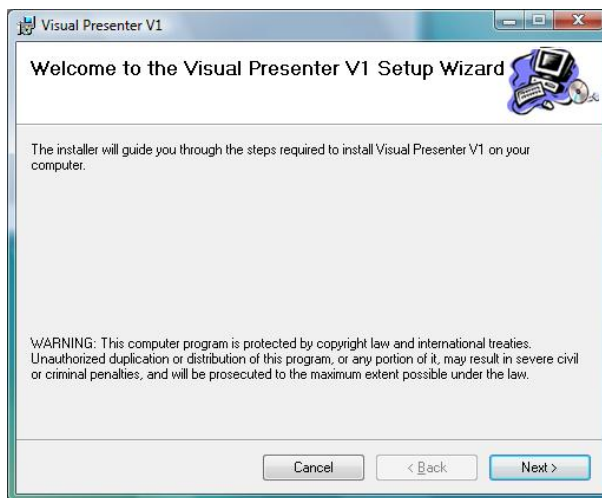 Visual Presenter V1
Welcome to the Visual Presenter V1 Setup Wizard
The installer will guide you through the steps required to install Visual Presenter V1 on your
computer.
WARNING: This computer program is protected by copyright law and international treaties.
Unauthorized duplication or distribution of this program, or any portion of it, may result in severe civil
or criminal penalties, and will be prosecuted to the maximum extent possible under the law.
Cancel
< Back
Next >